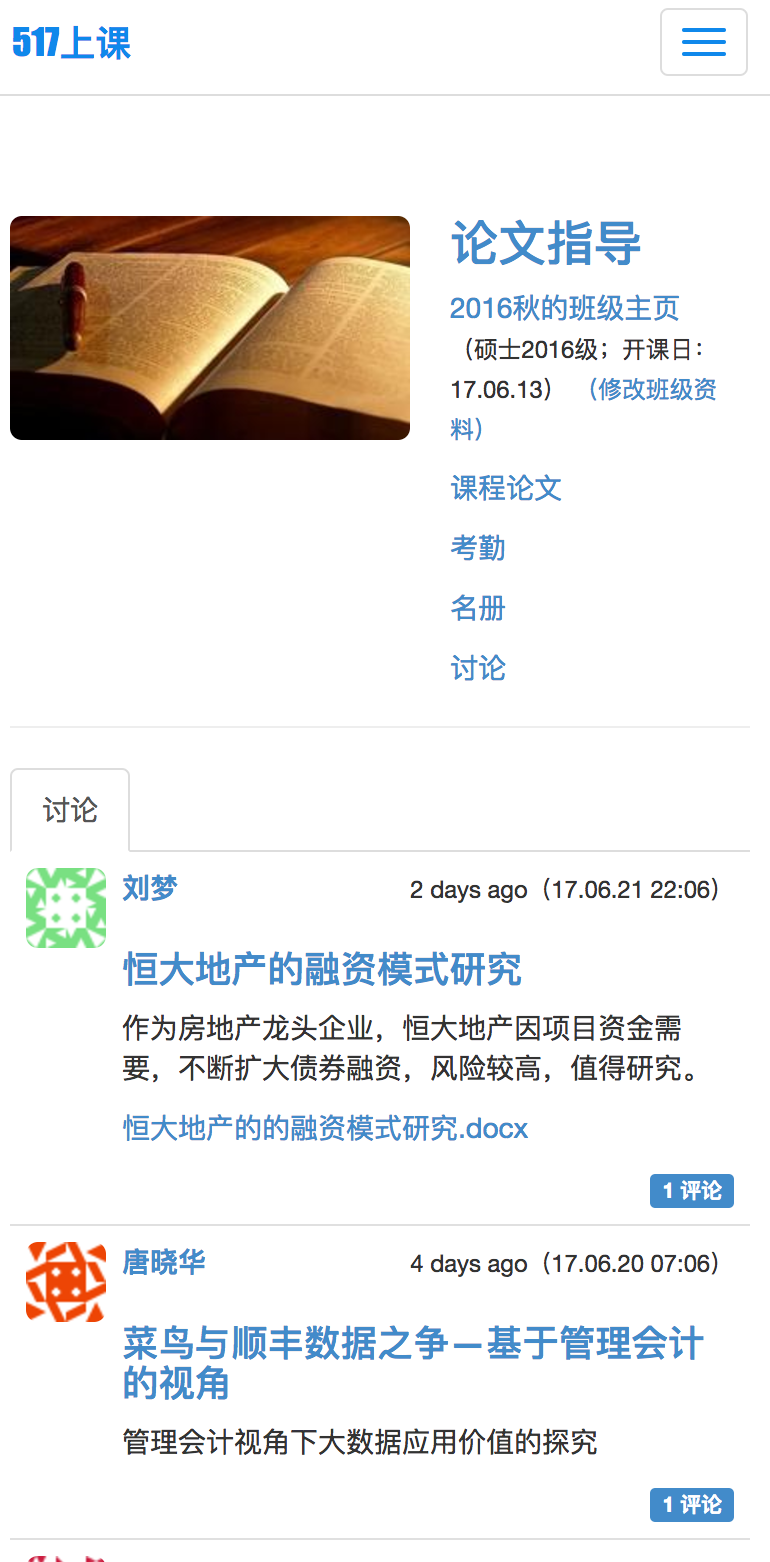 517上课
论文指导
2016秋的班级主页
（硕士2016级；开课日：
17.06.13） （修改班级资
料）
课程论文
考勤
名册
讨论
讨论
刘梦
2 days ago（17.06.21 22:06）
恒大地产的融资模式研究
作为房地产龙头企业，恒大地产因项目资金需
要，不断扩大债券融资，风险较高，值得研究。
恒大地产的的融资模式研究.docx
1 评论
唐晓华
4 days ago（17.06.20 07:06）
菜鸟与顺丰数据之争—基于管理会计
的视角
管理会计视角下大数据应用价值的探究
1 评论